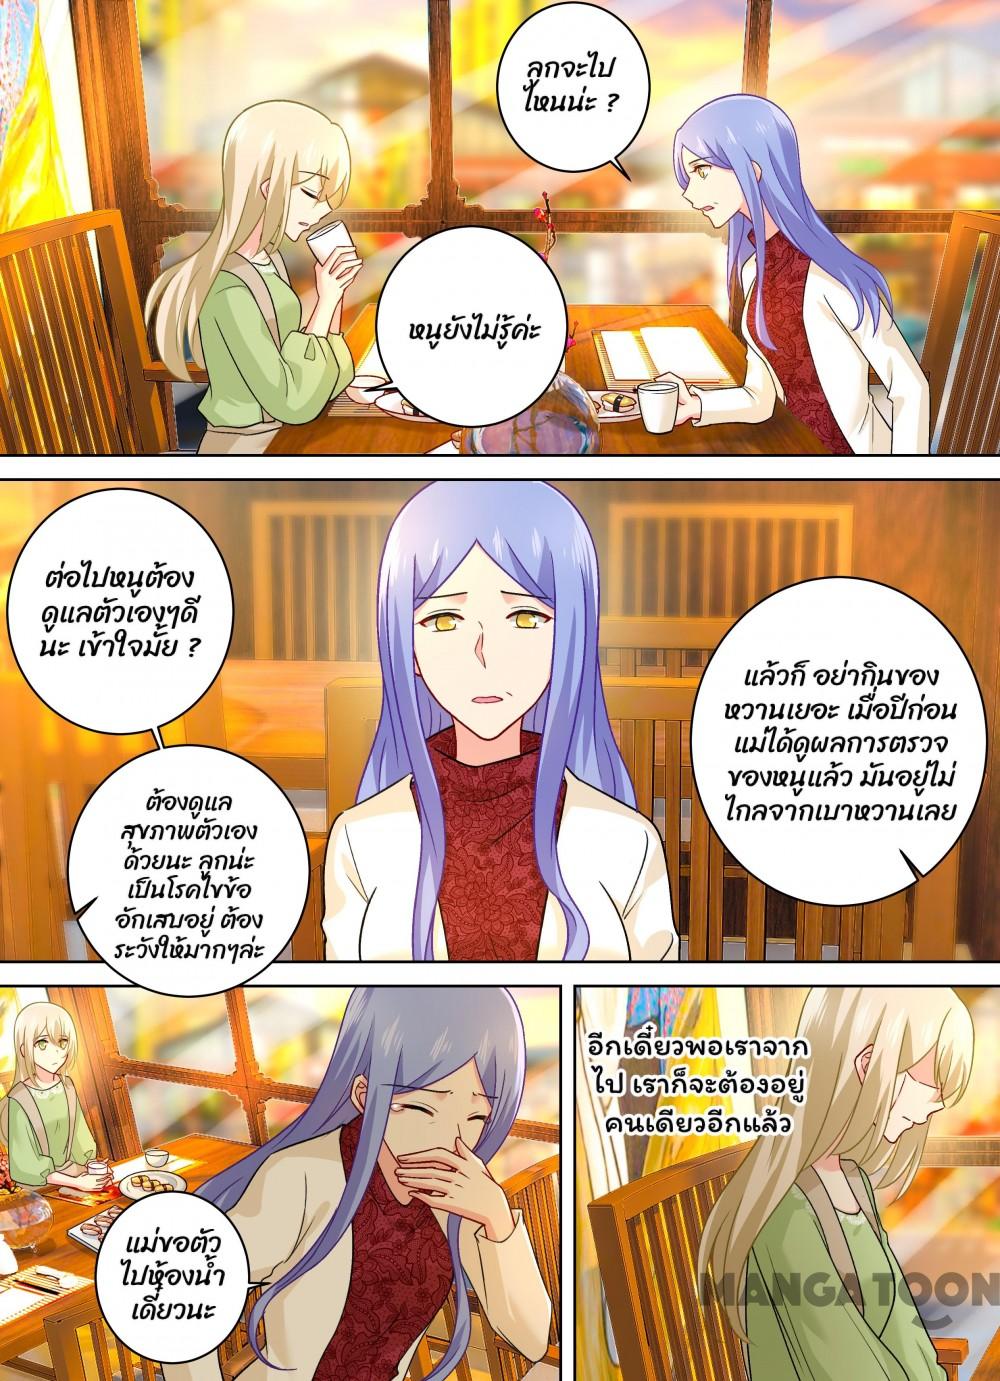 ลูกจะไป
ไหนน่ะ ?
หนูยังไม่รู้ค่ะ
ต่อไปหนูต้อง
ดูแลตัวเองๆดี
นะ เข้าใจมั้ย ?
ต้องดูแล
สุขภาพตัวเอง
ด้วยนะ ลูกน่ะ
เป็นโรคไขข้อ
อักเสบอยู่ ต้อง
ระวังให้มากๆล่ะ
แล้วก็ อย่ากินของ
หวานเยอะ เมื่อปีก่อน
แม่ได้ดูผลการตรวจ
ของหนูแล้ว มันอยู่ไม่
ไกลจากเบาหวานเลย
แม่ขอตัว
ไปห้องน้ำ
เดี๋ยวนะ
อีกเดี๋ยวพอเราจาก
ไป เราก็จะต้องอยู่
คนเดียวอีกแล้ว
MANGATOON